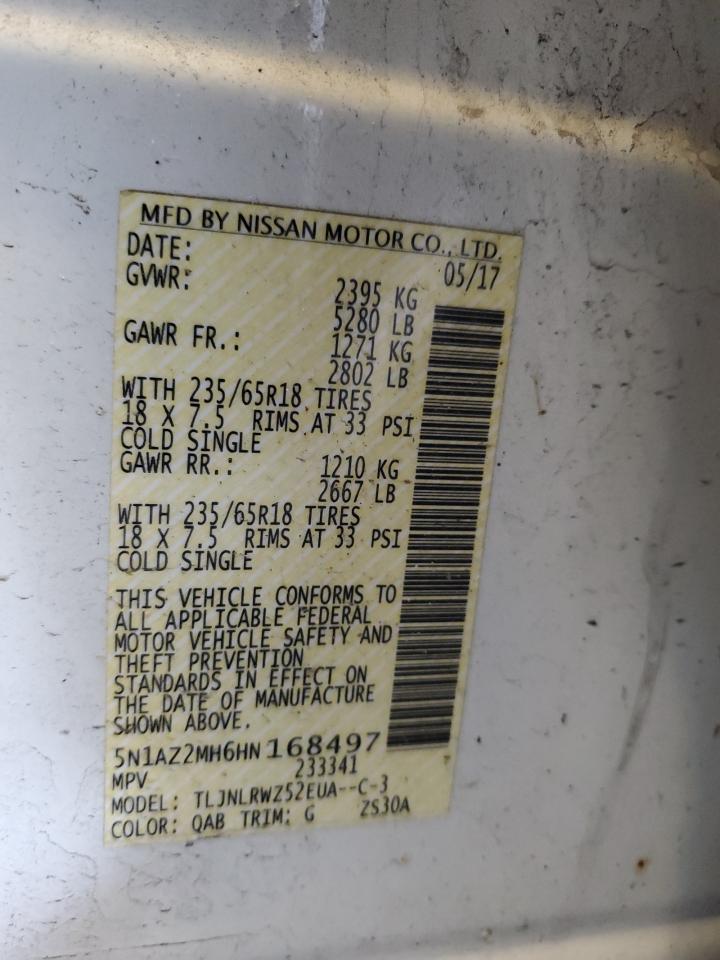 MFD BY NISSAN MOTOR CO., LTD.
DATE: 05/17
GVWR: 2395 KG
5280 LB
GAWR FR.: 1271 KG
2802 LB
WITH 235/65R18 TIRES
18 X 7.5 RIMS AT 33 PSI
COLD SINGLE
GAWR RR.: 1210 KG
2667 LB
WITH 235/65R18 TIRES
18 X 7.5 RIMS AT 33 PSI
COLD SINGLE
THIS VEHICLE CONFORMS TO
ALL APPLICABLE FEDERAL
MOTOR VEHICLE SAFETY AND
THEFT PREVENTION
STANDARDS IN EFFECT ON
THE DATE OF MANUFACTURE
SHOWN ABOVE.
5N1AZ2MH6HN168497
MPV 233341
MODEL: TLJNLRWZ52EUA--C-3
COLOR: QAB TRIM: G ZS30A